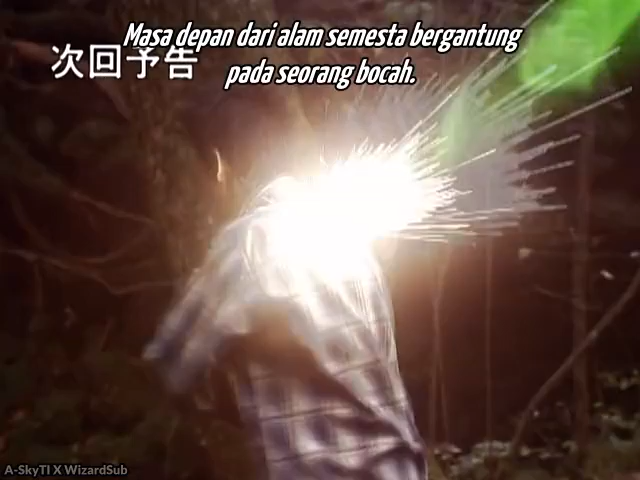 Masa depan dari alam semesta bergantung
pada seorang bocah.
次回予告
A-SkyTI X WizardSub